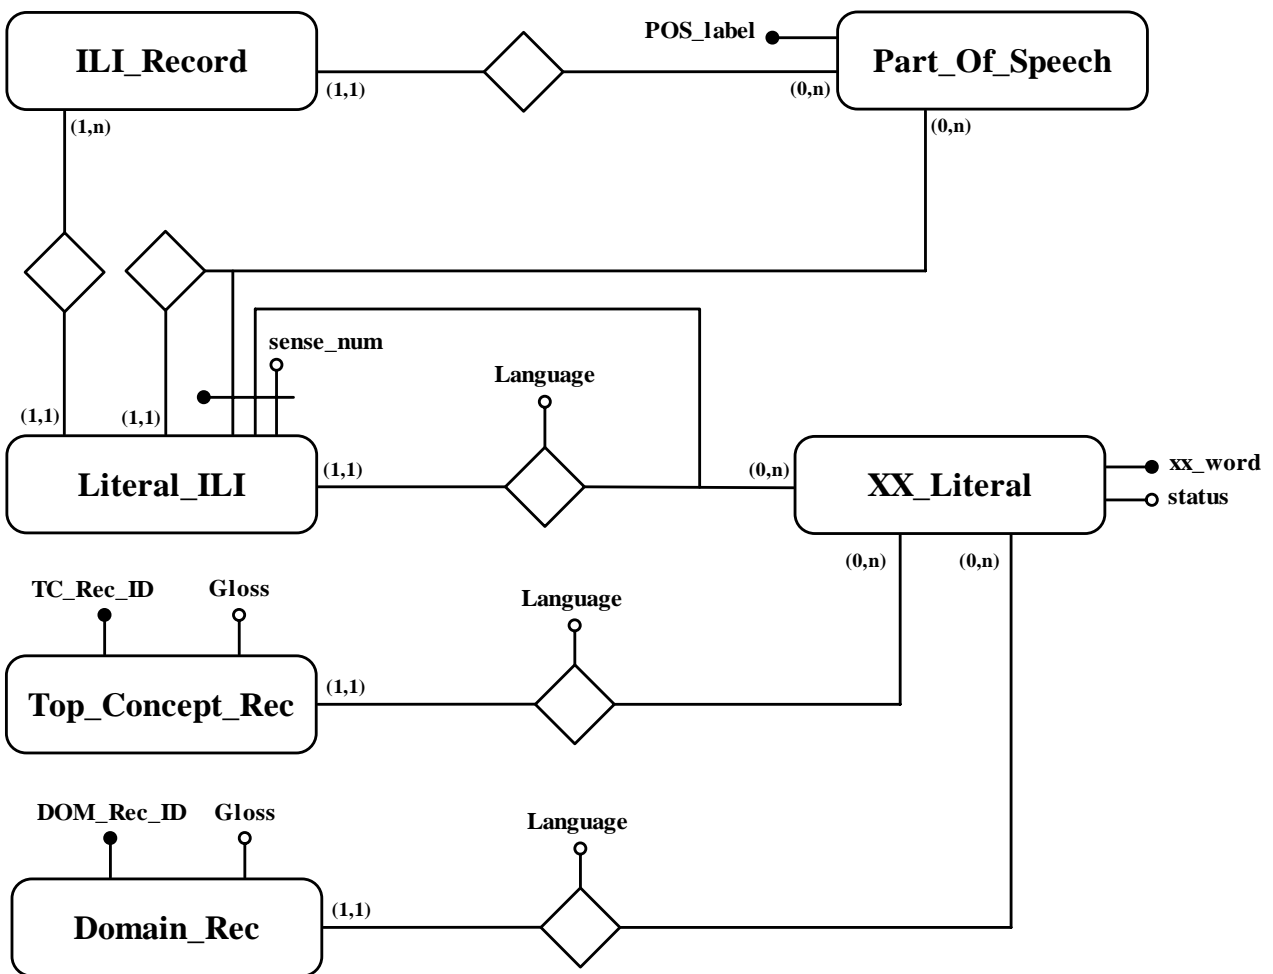 POS_label
ILI_Record
Part_Of_Speech
(1,1)
(0,n)
(1,n)
(0,n)
sense_num
Language
(1,1)
(1,1)
Literal_ILI
(1,1)
(0,n)
XX_Literal
xx_word
status
(0,n)
(0,n)
TC_Rec_ID
Gloss
Language
Top_Concept_Rec
(1,1)
DOM_Rec_ID
Gloss
Language
Domain_Rec
(1,1)